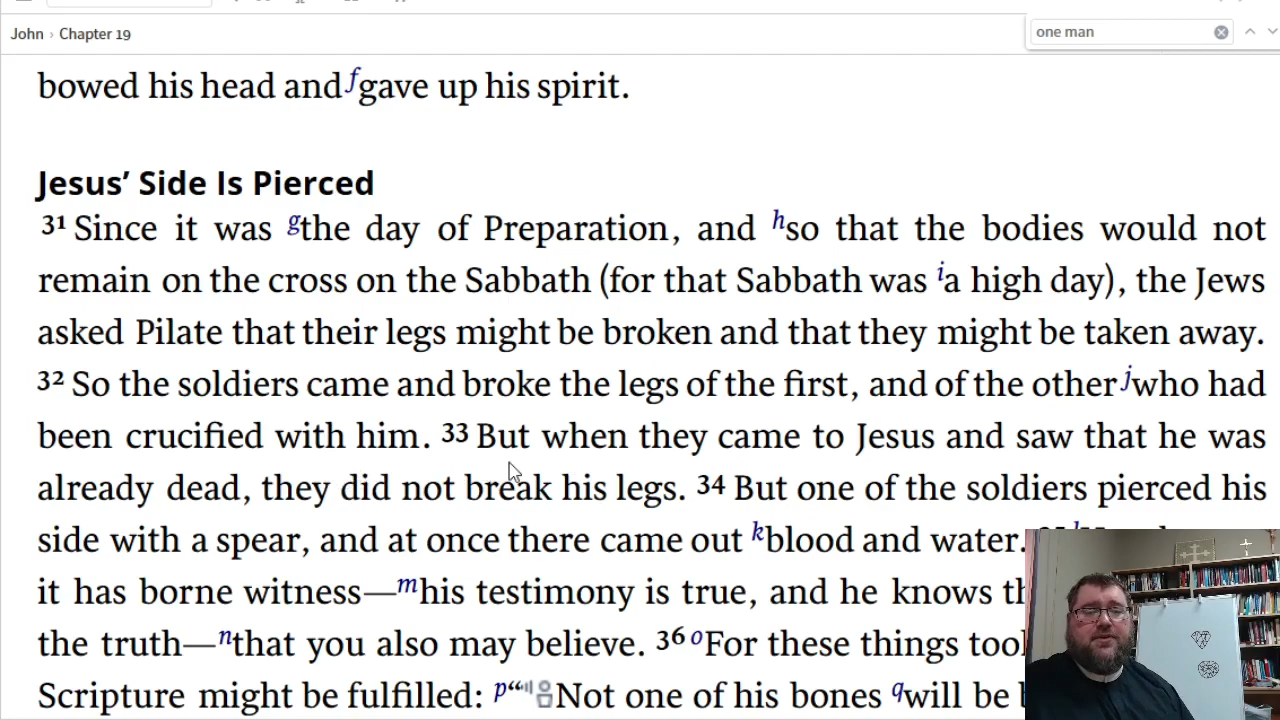 John › Chapter 19
one man
bowed his head and fgave up his spirit.
Jesus’ Side Is Pierced
31 Since it was gthe day of Preparation, and hso that the bodies would not
remain on the cross on the Sabbath (for that Sabbath was ia high day), the Jews
asked Pilate that their legs might be broken and that they might be taken away.
32 So the soldiers came and broke the legs of the first, and of the other jwho had
been crucified with him. 33 But when they came to Jesus and saw that he was
already dead, they did not break his legs. 34 But one of the soldiers pierced his
side with a spear, and at once there came out kblood and water.
it has borne witness—mhis testimony is true, and he knows
the truth—nthat you also may believe. 36 oFor these things
Scripture might be fulfilled: p“Not one of his bones qwill be